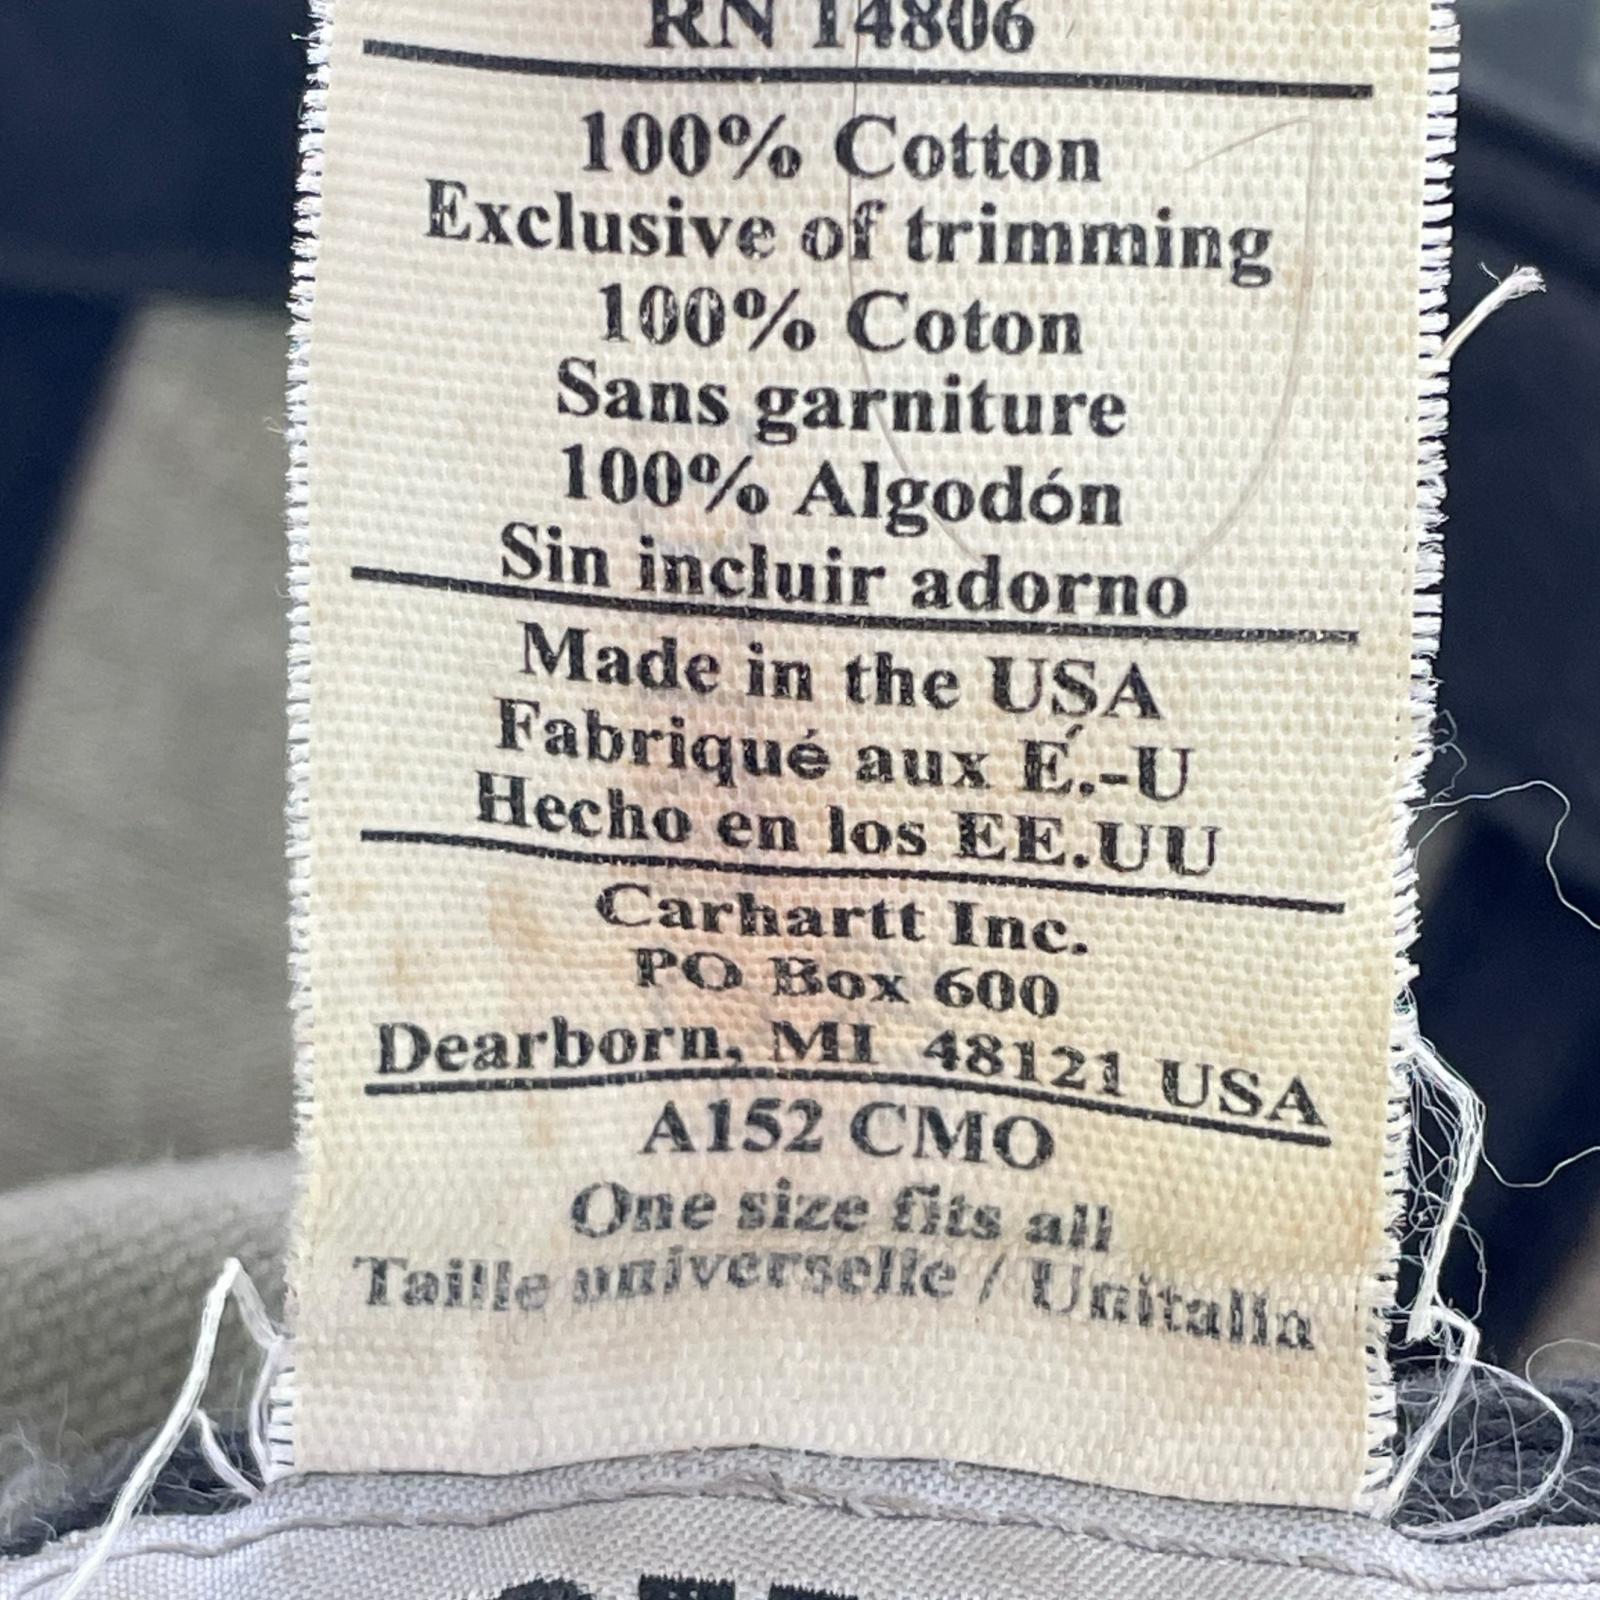 RN 14806
100% Cotton
Exclusive of trimming
100% Coton
Sans garniture
100% Algodón
Sin incluir adorno
Made in the USA
Fabriqué aux É.-U
Hecho en los EE.UU
Carhartt Inc.
PO Box 600
Dearborn, MI 48121 USA
A152 CMO
One size fits all
Taille universelle / Unitalla